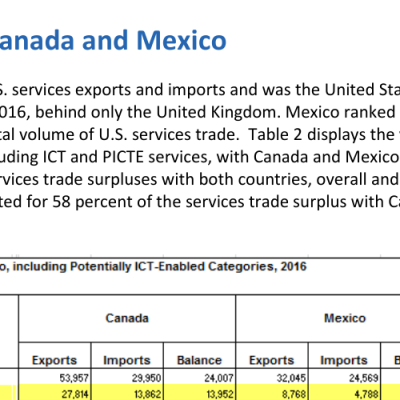 anada and Mexico
S. services exports and imports and was the United Sta
016, behind only the United Kingdom. Mexico ranked
al volume of U.S. services trade.  Table 2 displays the
uding ICT and PICTE services, with Canada and Mexico
rvices trade surpluses with both countries, overall and
ted for 58 percent of the services trade surplus with Ca
o, including Potentially ICT-Enabled Categories, 2016
Canada Mexico
Exports Imports Balance Exports Imports B
53,957 29,950 24,007 32,045 24,569
27,814 13,862 13,952 8,768 4,788